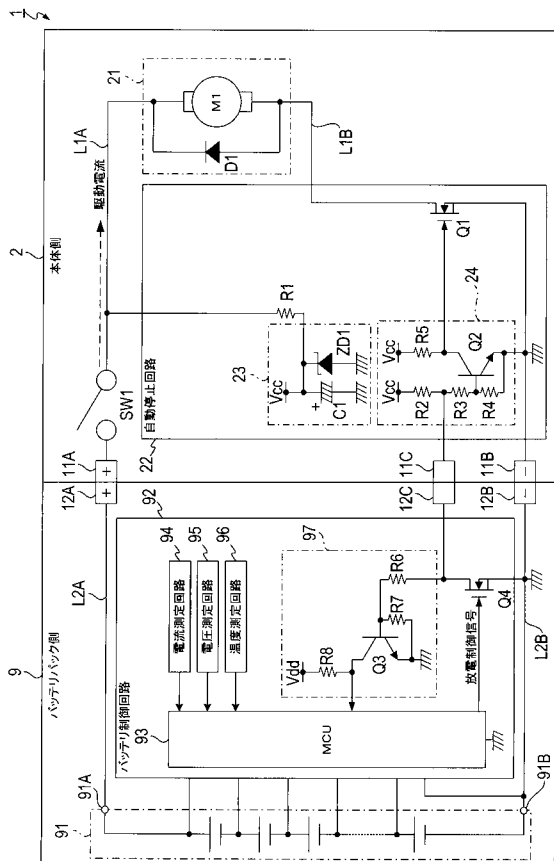 1
2
本体側
9
バッテリパック側
L1A
駆動電流
21
M1
D1
L1B
SW1
自動停止回路
22
R1
23
Vcc
C1
+
ZD1
24
Vcc
Vcc
R5
R2
R3
R4
Q2
Q1
11A
12A
+
+
11C
12C
11B
12B
−
−
L2A
92
94
95
96
電流測定回路
電圧測定回路
温度測定回路
97
Vdd
R8
R6
R7
Q3
Q4
放電制御信号
L2B
バッテリ制御回路
93
MCU
91
91A
91B